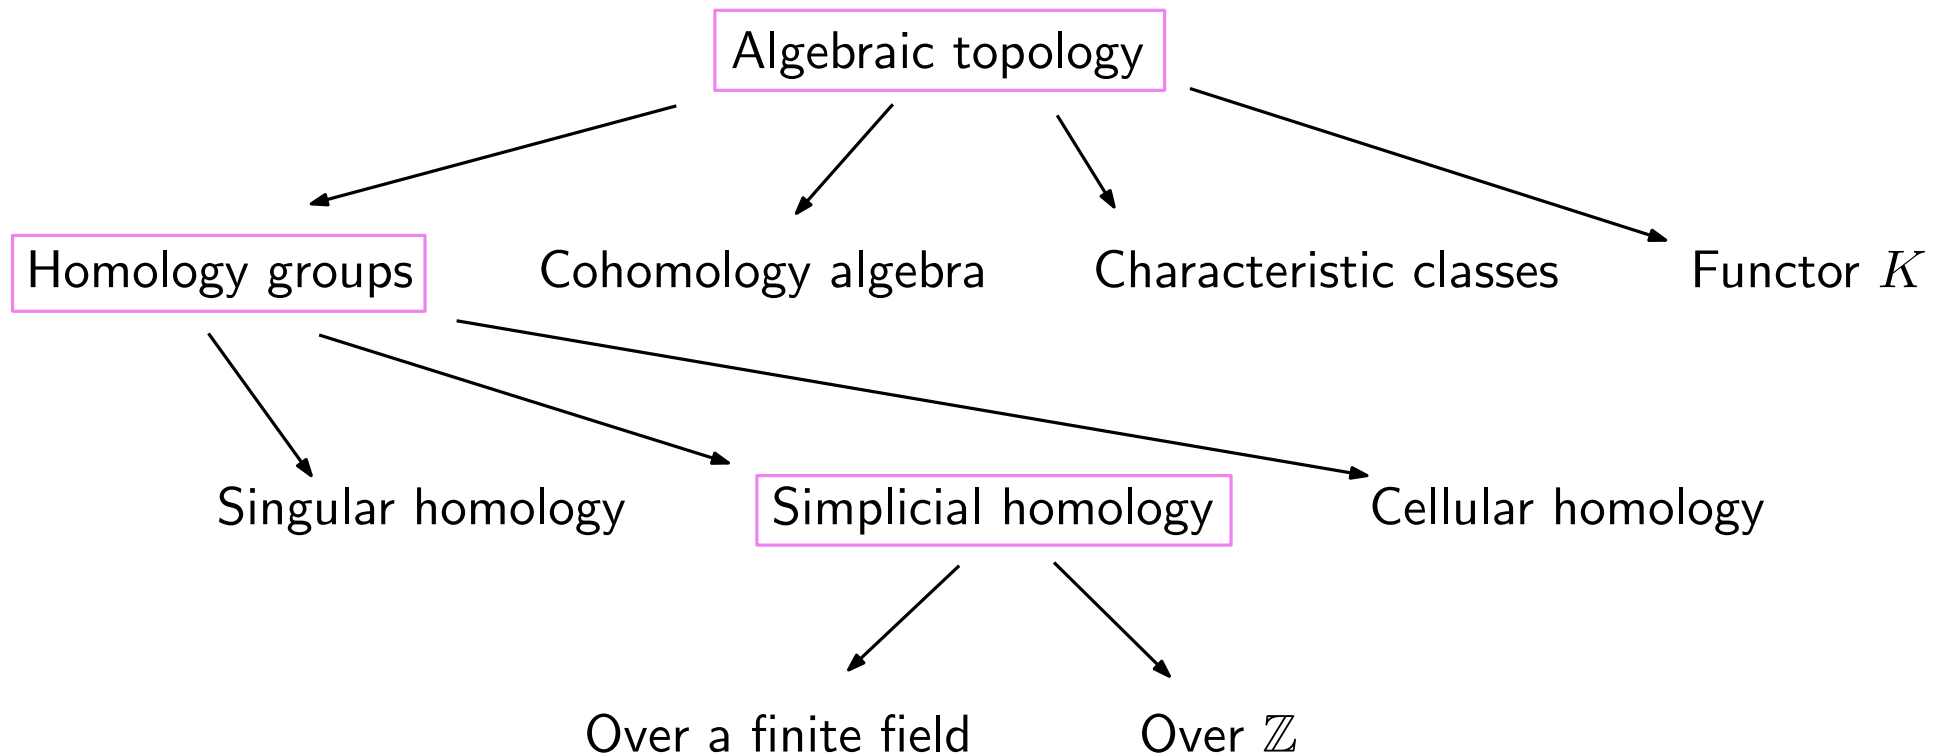 Algebraic topology
Homology groups
Cohomology algebra
Characteristic classes
Functor K
Singular homology
Simplicial homology
Cellular homology
Over a finite field
Over ℤ